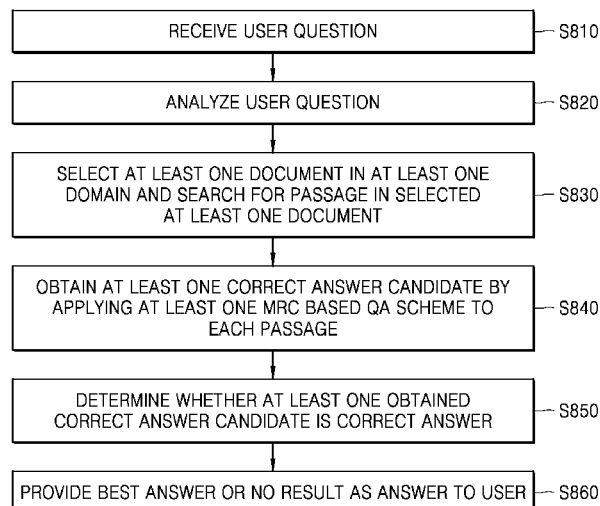 RECEIVE USER QUESTION
S810
ANALYZE USER QUESTION
S820
SELECT AT LEAST ONE DOCUMENT IN AT LEAST ONE
DOMAIN AND SEARCH FOR PASSAGE IN SELECTED
AT LEAST ONE DOCUMENT
S830
OBTAIN AT LEAST ONE CORRECT ANSWER CANDIDATE BY
APPLYING AT LEAST ONE MRC BASED QA SCHEME TO
EACH PASSAGE
S840
DETERMINE WHETHER AT LEAST ONE OBTAINED
CORRECT ANSWER CANDIDATE IS CORRECT ANSWER
S850
PROVIDE BEST ANSWER OR NO RESULT AS ANSWER TO USER
S860